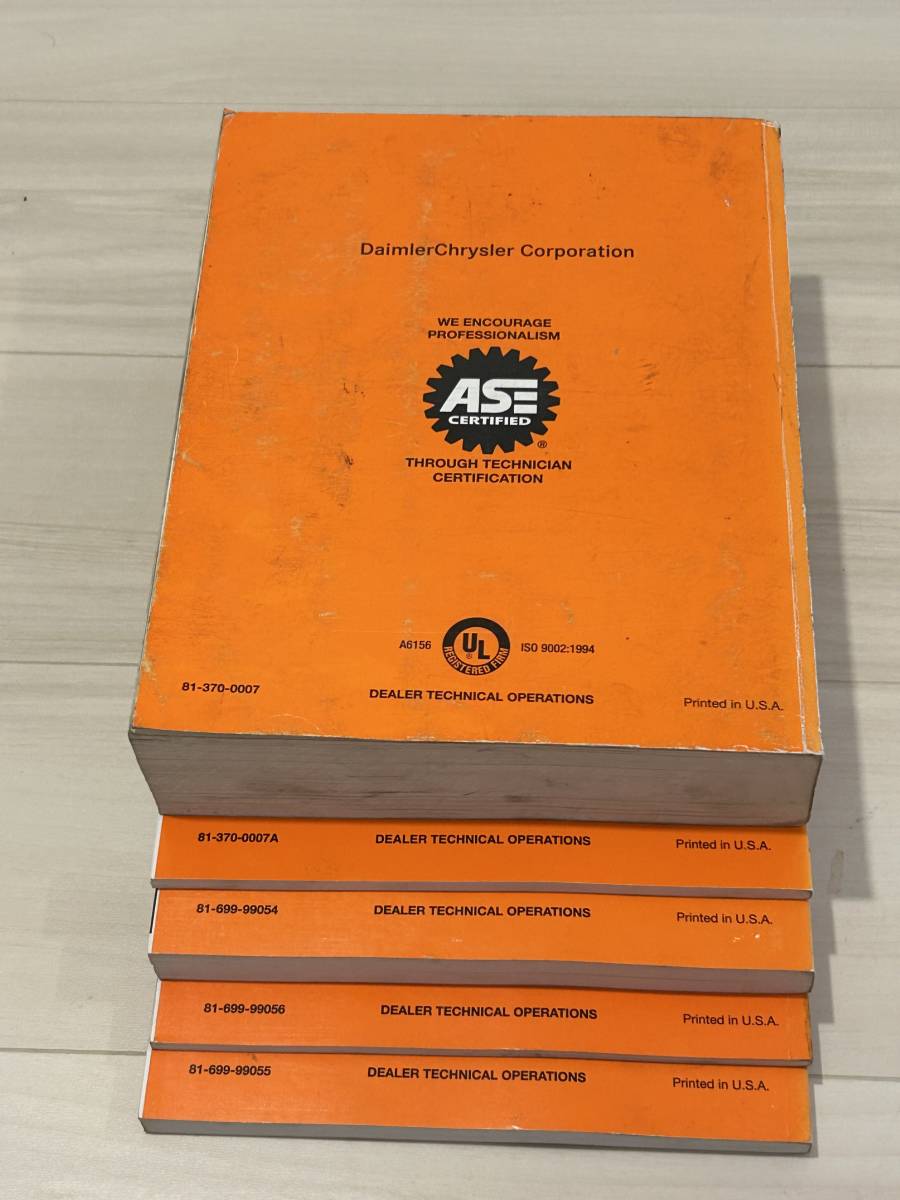 DaimlerChrysler Corporation
WE ENCOURAGE
PROFESSIONALISM
ASE
CERTIFIED
®
THROUGH TECHNICIAN
CERTIFICATION
A6156
UL
®
REGISTERED FIRM
ISO 9002:1994
81-370-0007 DEALER TECHNICAL OPERATIONS Printed in U.S.A.
81-370-0007A DEALER TECHNICAL OPERATIONS Printed in U.S.A.
81-699-99054 DEALER TECHNICAL OPERATIONS Printed in U.S.A.
81-699-99056 DEALER TECHNICAL OPERATIONS Printed in U.S.A.
81-699-99055 DEALER TECHNICAL OPERATIONS Printed in U.S.A.